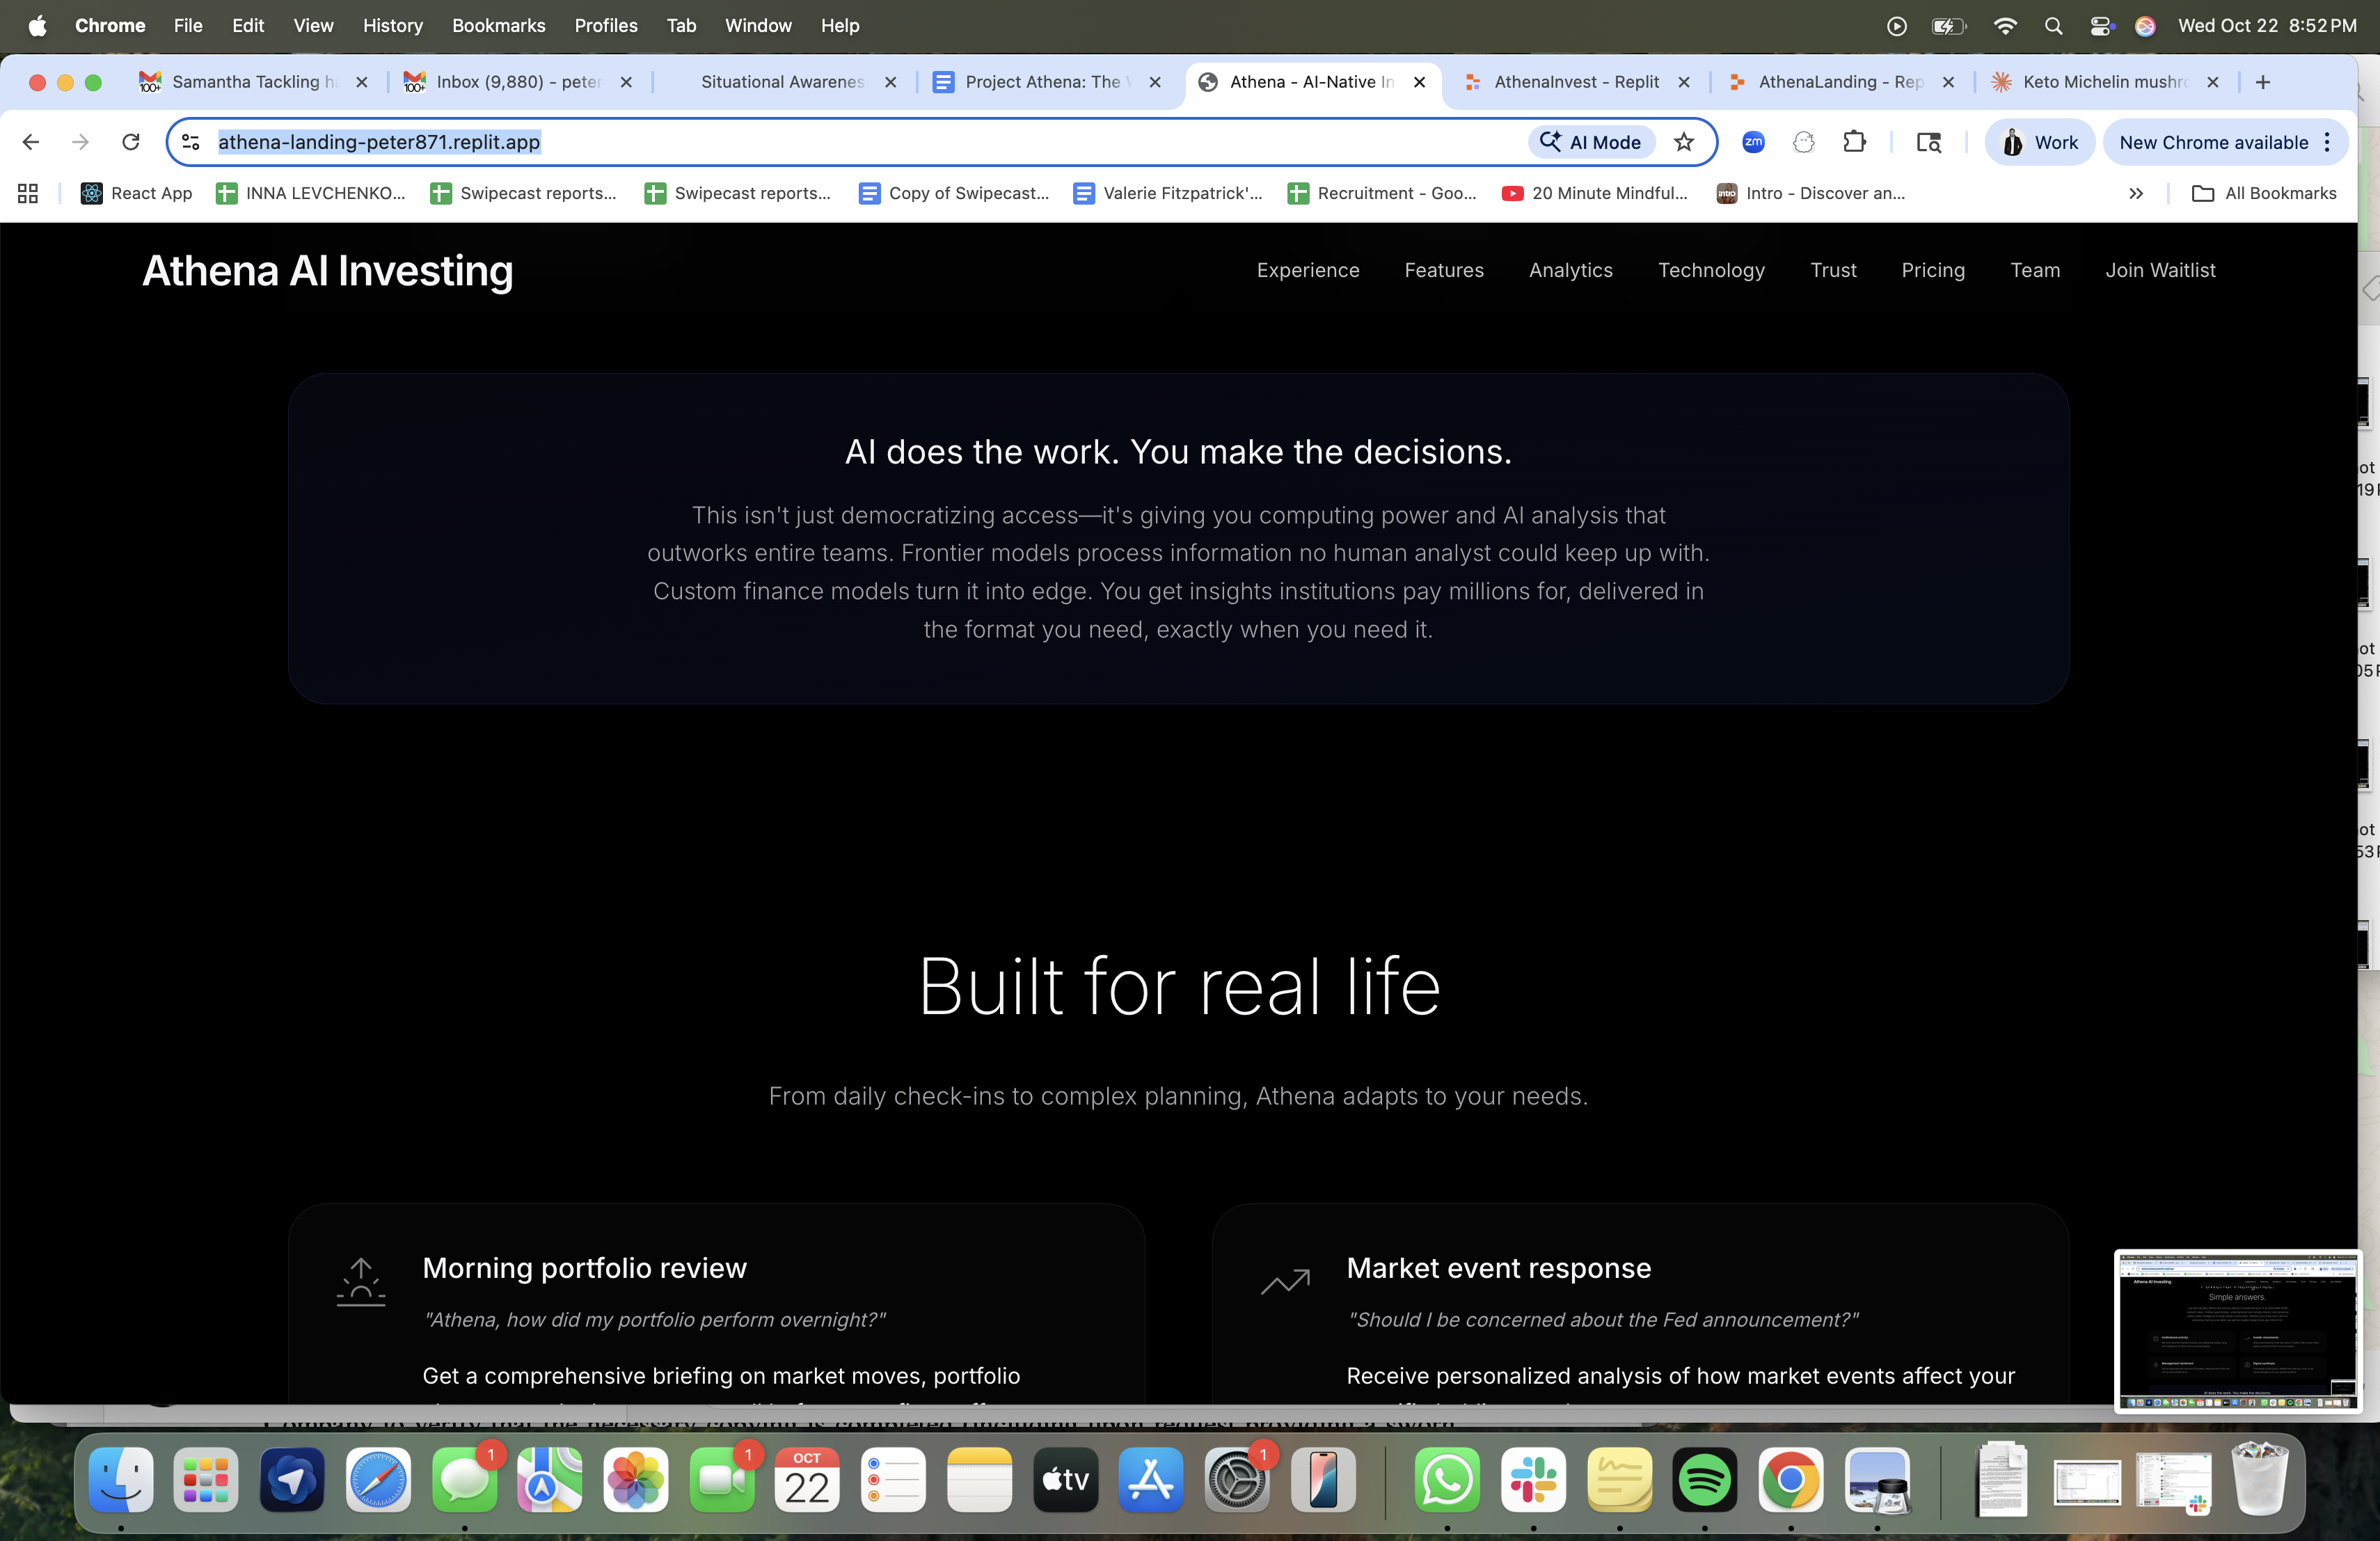 Chrome File Edit View History Bookmarks Profiles Tab Window Help Wed Oct 22 8:52 PM
Samantha Tackling ha Inbox (9,880) - peter Situational Awarenes Project Athena: The Athena - AI-Native In AthenaInvest - Replit AthenaLanding - Rep Keto Michelin mushr
athena-landing-peter871.replit.app AI Mode zm Work New Chrome available
React App INNA LEVCHENKO... Swipecast reports... Swipecast reports... Copy of Swipecast... Valerie Fitzpatrick'... Recruitment - Goo... 20 Minute Mindful... intro Intro - Discover an... All Bookmarks
Athena AI Investing Experience Features Analytics Technology Trust Pricing Team Join Waitlist
AI does the work. You make the decisions.
This isn't just democratizing access—it's giving you computing power and AI analysis that
outworks entire teams. Frontier models process information no human analyst could keep up with.
Custom finance models turn it into edge. You get insights institutions pay millions for, delivered in
the format you need, exactly when you need it.
Built for real life
From daily check-ins to complex planning, Athena adapts to your needs.
Morning portfolio review
"Athena, how did my portfolio perform overnight?"
Get a comprehensive briefing on market moves, portfolio
Market event response
"Should I be concerned about the Fed announcement?"
Receive personalized analysis of how market events affect your
Simple answers.
1 1 OCT 22 tv 1